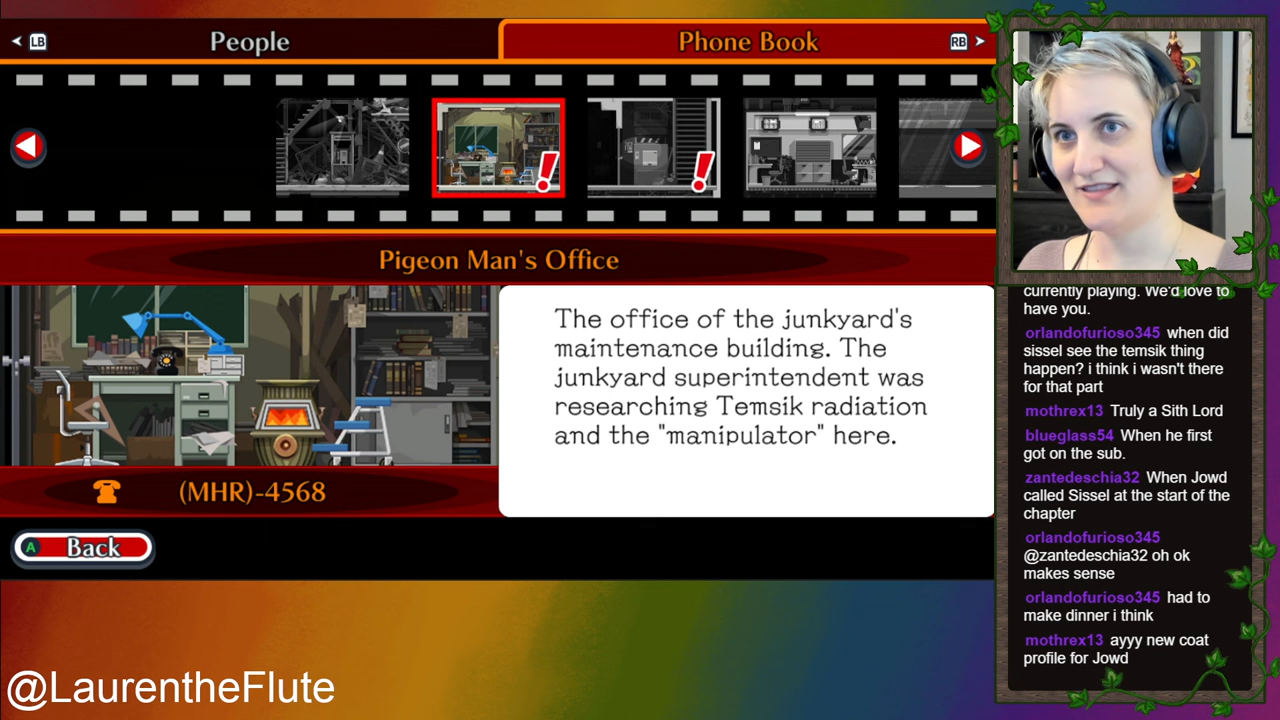 LB
People
Phone Book
RB
!
!
Pigeon Man's Office
The office of the junkyard's
maintenance building. The
junkyard superintendent was
researching Temsik radiation
and the "manipulator" here.
(MHR)-4568
A Back
@LaurentheFlute
currently playing. We'd love to
have you.
orlandofurioso345 when did
sissel see the temsik thing
happen? i think i wasn't there
for that part
mothrex13 Truly a Sith Lord
blueglass54 When he first
got on the sub.
zantedeschia32 When Jowd
called Sissel at the start of the
chapter
orlandofurioso345
@zantedeschia32 oh ok
makes sense
orlandofurioso345 had to
make dinner i think
mothrex13 ayyy new coat
profile for Jowd